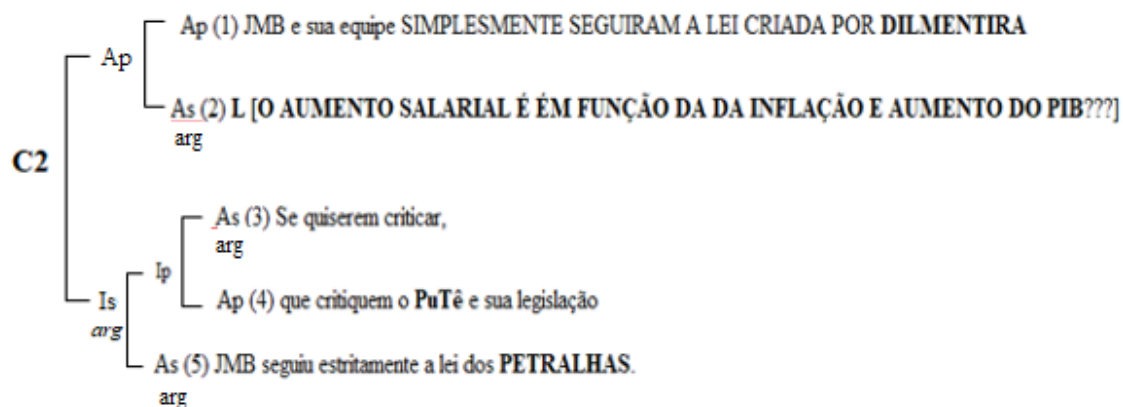 Ap (1) JMB e sua equipe SIMPLESMENTE SEGUIRAM A LEI CRIADA POR DILMENTIRA
Ap
As (2) L [O AUMENTO SALARIAL É ÉM FUNÇÃO DA DA INFLAÇÃO E AUMENTO DO PIB???]
arg
C2
As (3) Se quiserem criticar,
arg
Ip
Ap (4) que critiquem o PuTê e sua legislação
Is
arg
As (5) JMB seguiu estritamente a lei dos PETRALHAS.
arg